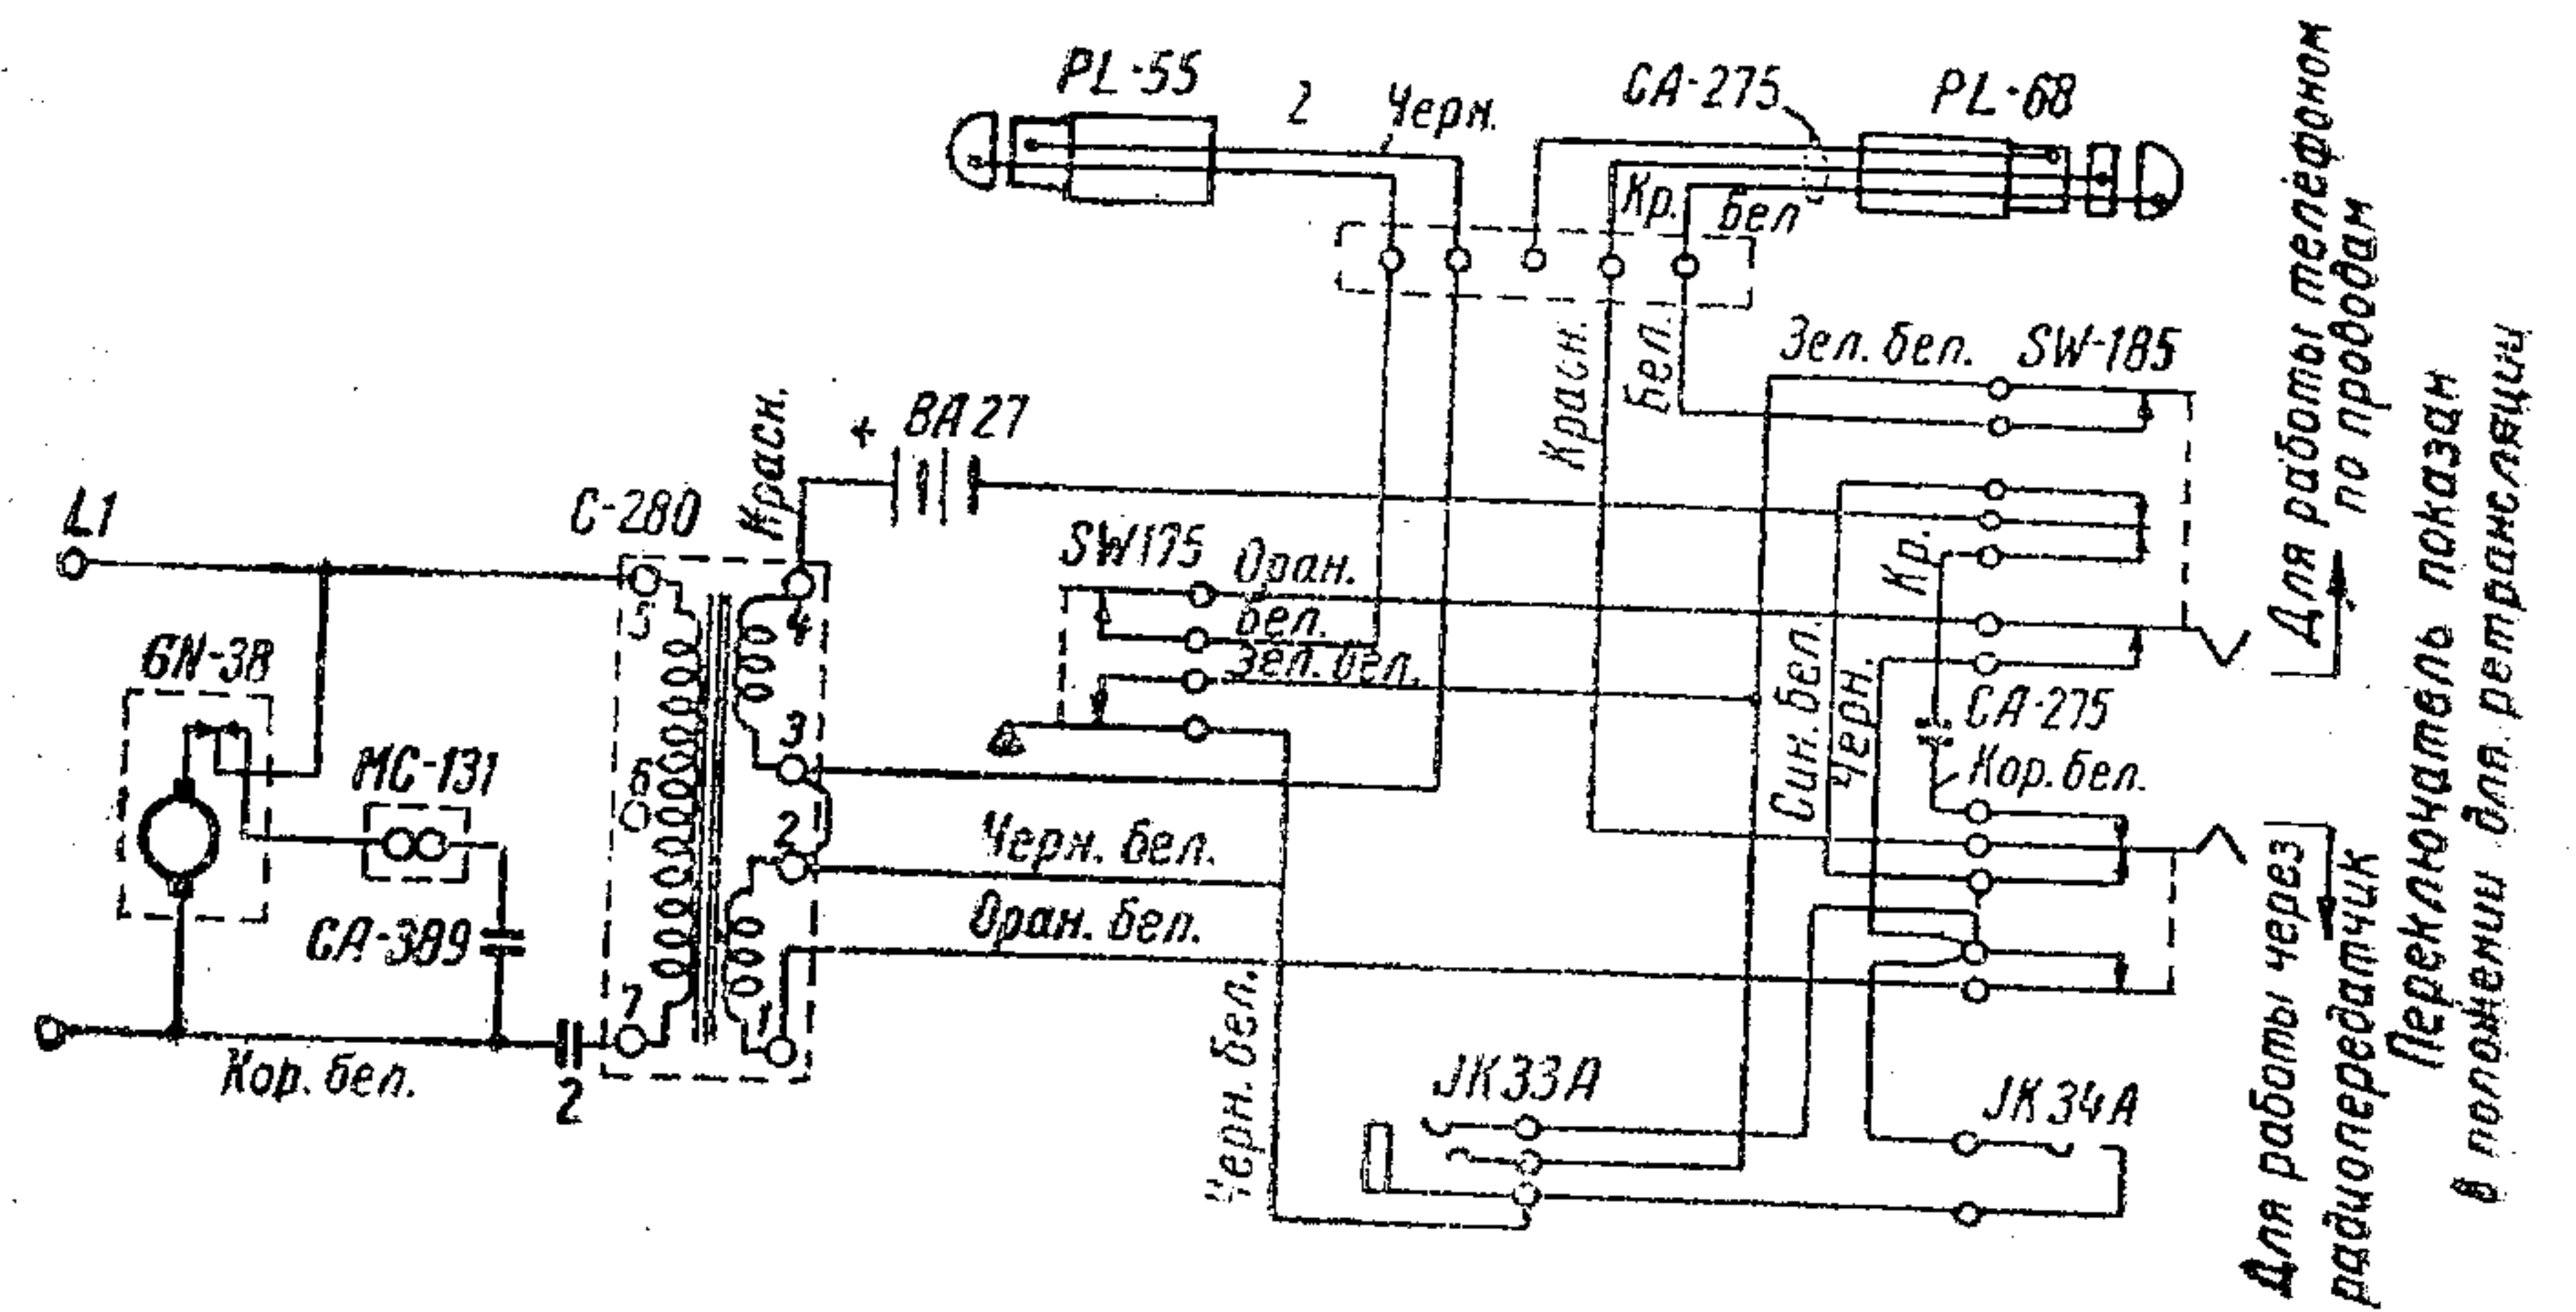 PL-55
2
Черн.
CA-275
PL-68
Кр.
бел
Красн.
Бел.
Зел. бел.
SW-185
+ BA 27
Красн.
L1
C-280
SW175
Оран.
бел.
Зел. бел.
Кр.
5
4
3
6
2
7
1
GN-38
MC-131
CA-389
Кор. бел.
2
Черн. бел.
Оран. бел.
Черн. бел.
Син. бел.
Черн.
CA-275
Кор. бел.
JK33A
JK34A
Для работы телефоном
по проводам
Для работы через
радиопередатчик
Переключатель показан
в положении для ретрансляции